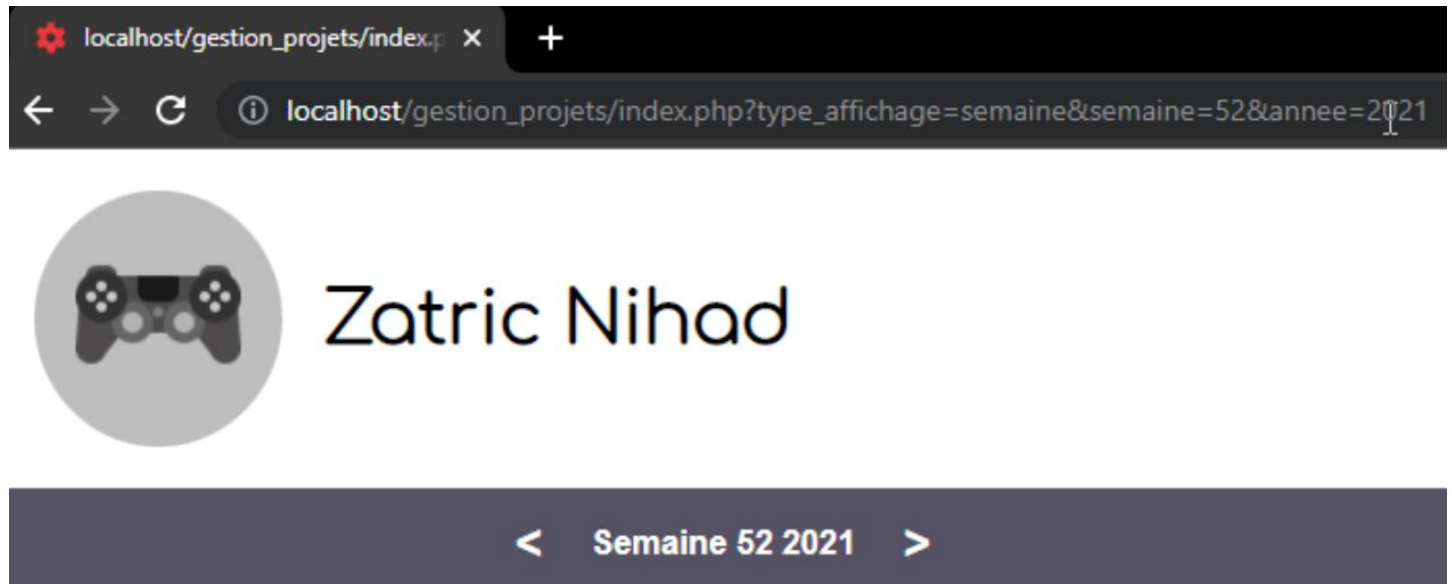 localhost/gestion_projets/index.p
localhost/gestion_projets/index.php?type_affichage=semaine&semaine=52&annee=2021
Zatric Nihad
< Semaine 52 2021 >